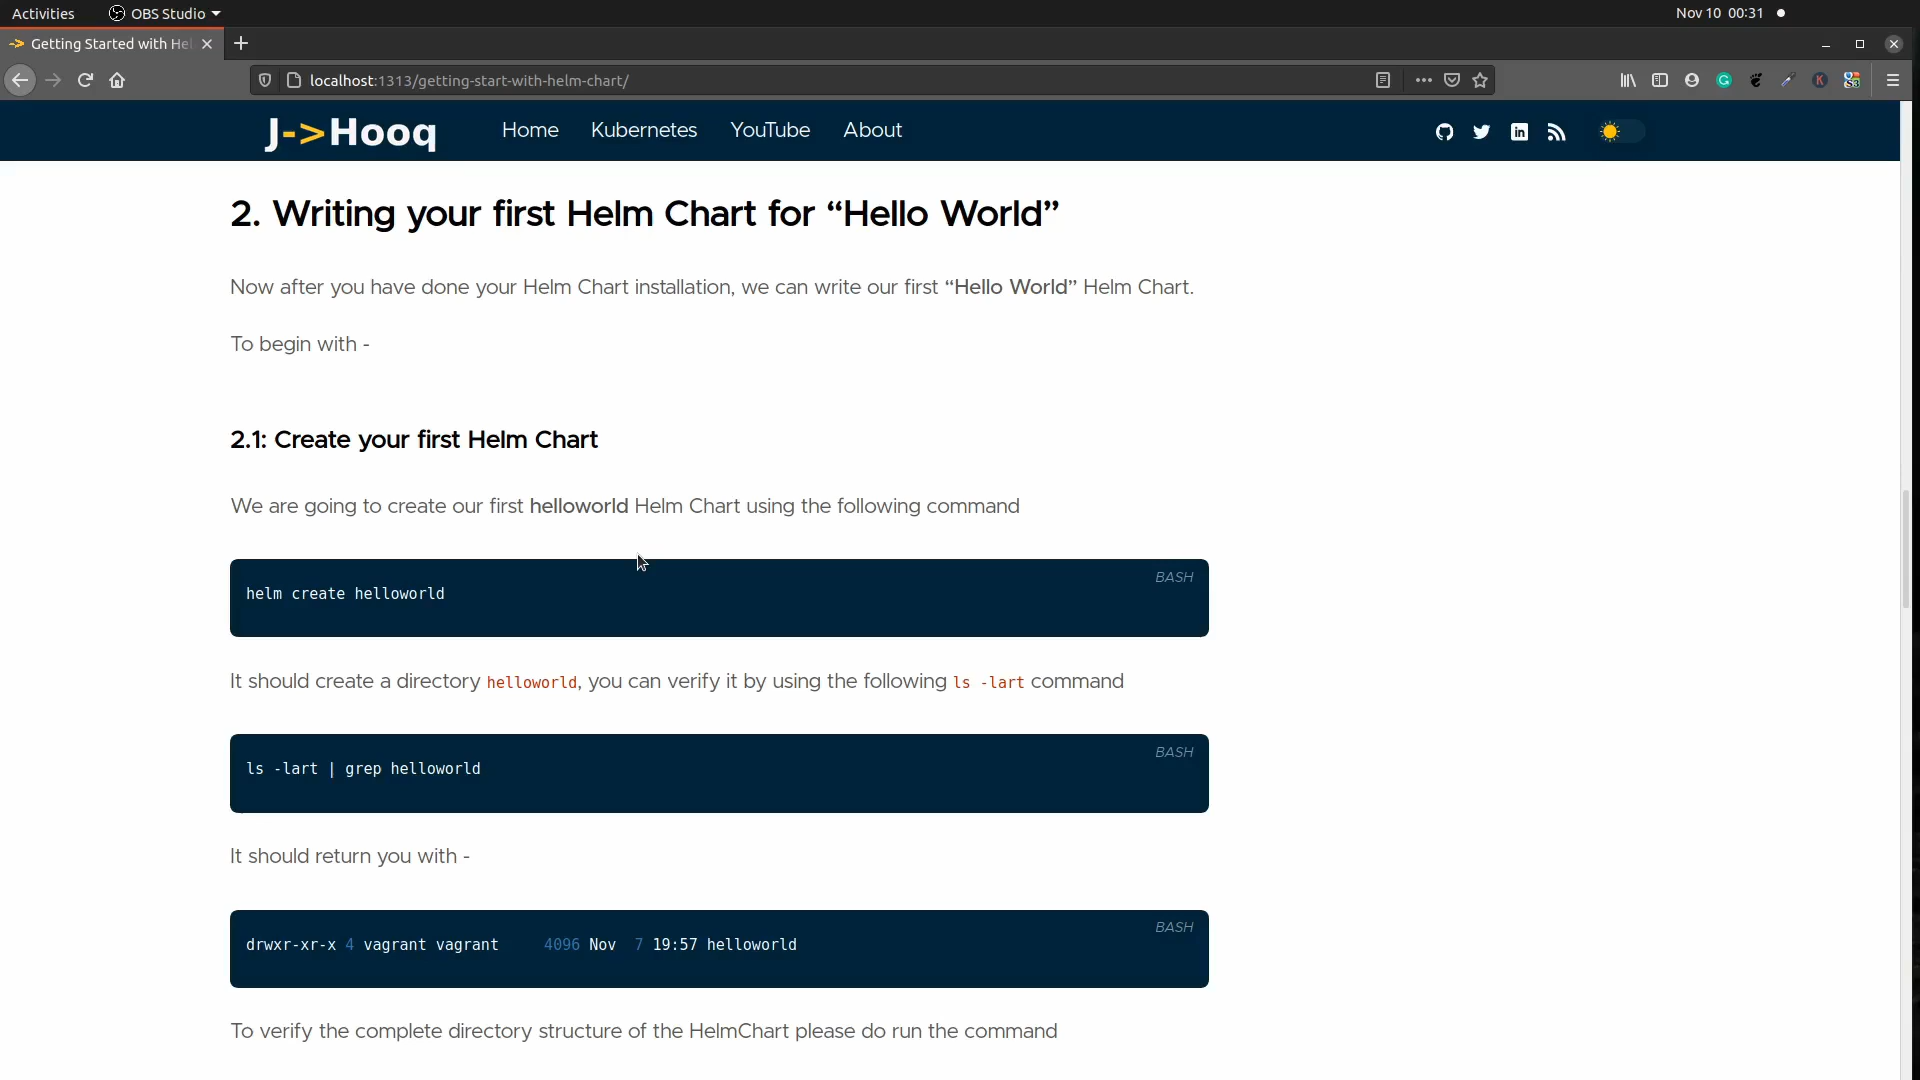 Activities
OBS Studio
Nov 10 00:31
Getting Started with Hel
localhost:1313/getting-start-with-helm-chart/
J->Hooq
Home
Kubernetes
YouTube
About
2. Writing your first Helm Chart for “Hello World”
Now after you have done your Helm Chart installation, we can write our first “Hello World” Helm Chart.
To begin with -
2.1: Create your first Helm Chart
We are going to create our first helloworld Helm Chart using the following command
BASH
helm create helloworld
It should create a directory helloworld, you can verify it by using the following ls -lart command
BASH
ls -lart | grep helloworld
It should return you with -
BASH
drwxr-xr-x 4 vagrant vagrant     4096 Nov  7 19:57 helloworld
To verify the complete directory structure of the HelmChart please do run the command